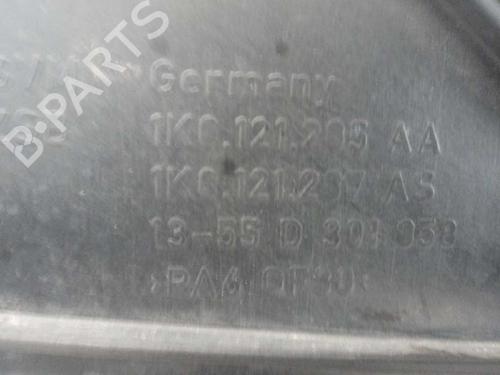 Germany
1K0.121.205 AA
1K0.121.207 AS
13-55 D 301 058
>PA6 GF30<
B-PARTS